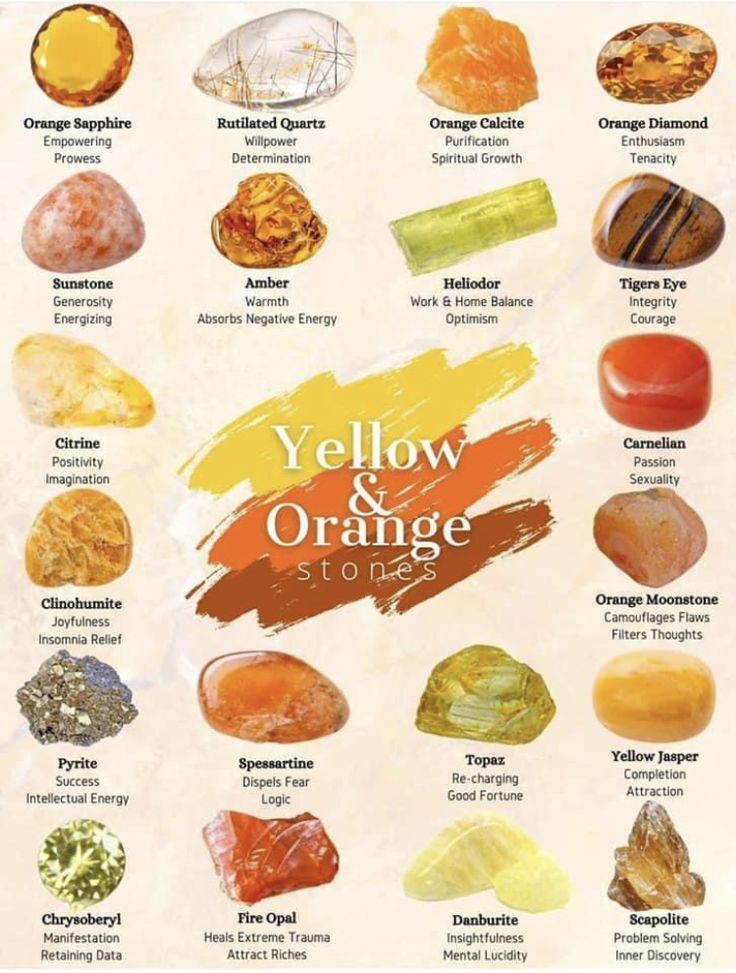 Orange Sapphire
Empowering
Prowess
Rutilated Quartz
Willpower
Determination
Orange Calcite
Purification
Spiritual Growth
Orange Diamond
Enthusiasm
Tenacity
Sunstone
Generosity
Energizing
Amber
Warmth
Absorbs Negative Energy
Heliodor
Work & Home Balance
Optimism
Tigers Eye
Integrity
Courage
Citrine
Positivity
Imagination
Yellow
&
Orange
stones
Carnelian
Passion
Sexuality
Clinohumite
Joyfulness
Insomnia Relief
Orange Moonstone
Camouflages Flaws
Filters Thoughts
Pyrite
Success
Intellectual Energy
Spessartine
Dispels Fear
Logic
Topaz
Re-charging
Good Fortune
Yellow Jasper
Completion
Attraction
Chrysoberyl
Manifestation
Retaining Data
Fire Opal
Heals Extreme Trauma
Attract Riches
Danburite
Insightfulness
Mental Lucidity
Scapolite
Problem Solving
Inner Discovery